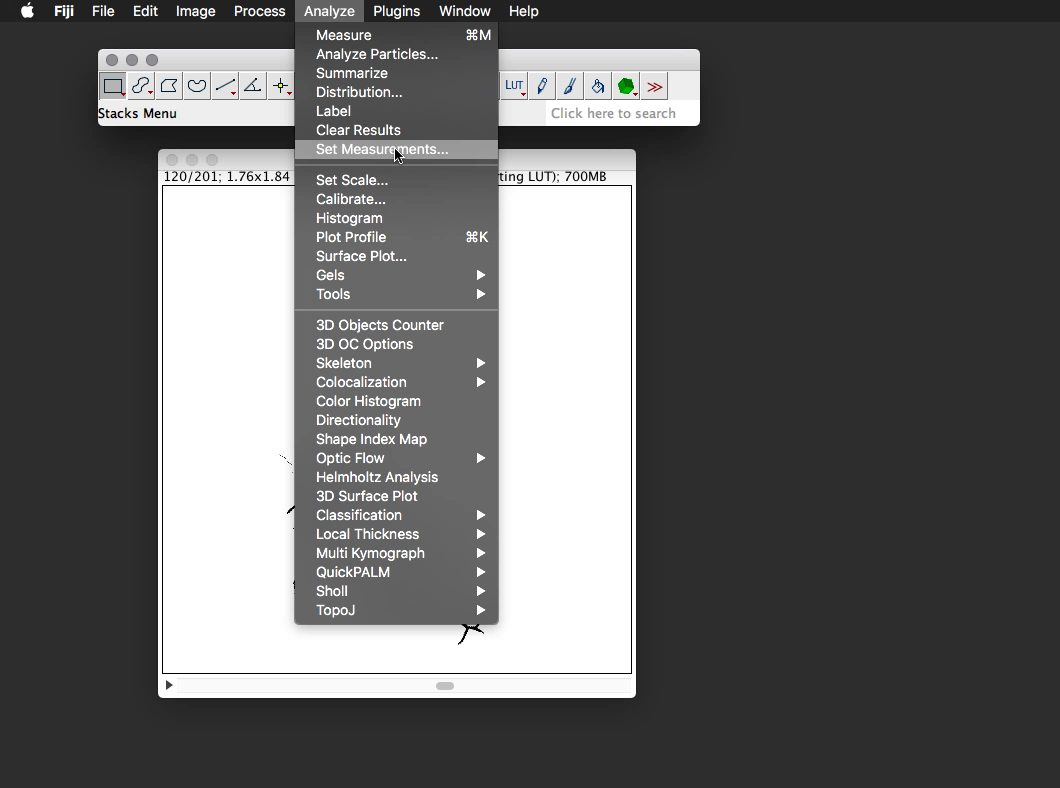 Fiji File Edit Image Process Analyze Plugins Window Help
Measure ⌘M
Analyze Particles...
Summarize
Distribution...
Label
Clear Results
Set Measurements...
Set Scale...
Calibrate...
Histogram
Plot Profile ⌘K
Surface Plot...
Gels
Tools
3D Objects Counter
3D OC Options
Skeleton
Colocalization
Color Histogram
Directionality
Shape Index Map
Optic Flow
Helmholtz Analysis
3D Surface Plot
Classification
Local Thickness
Multi Kymograph
QuickPALM
Sholl
TopoJ
LUT
Stacks Menu
Click here to search
120/201; 1.76x1.84
ting LUT); 700MB